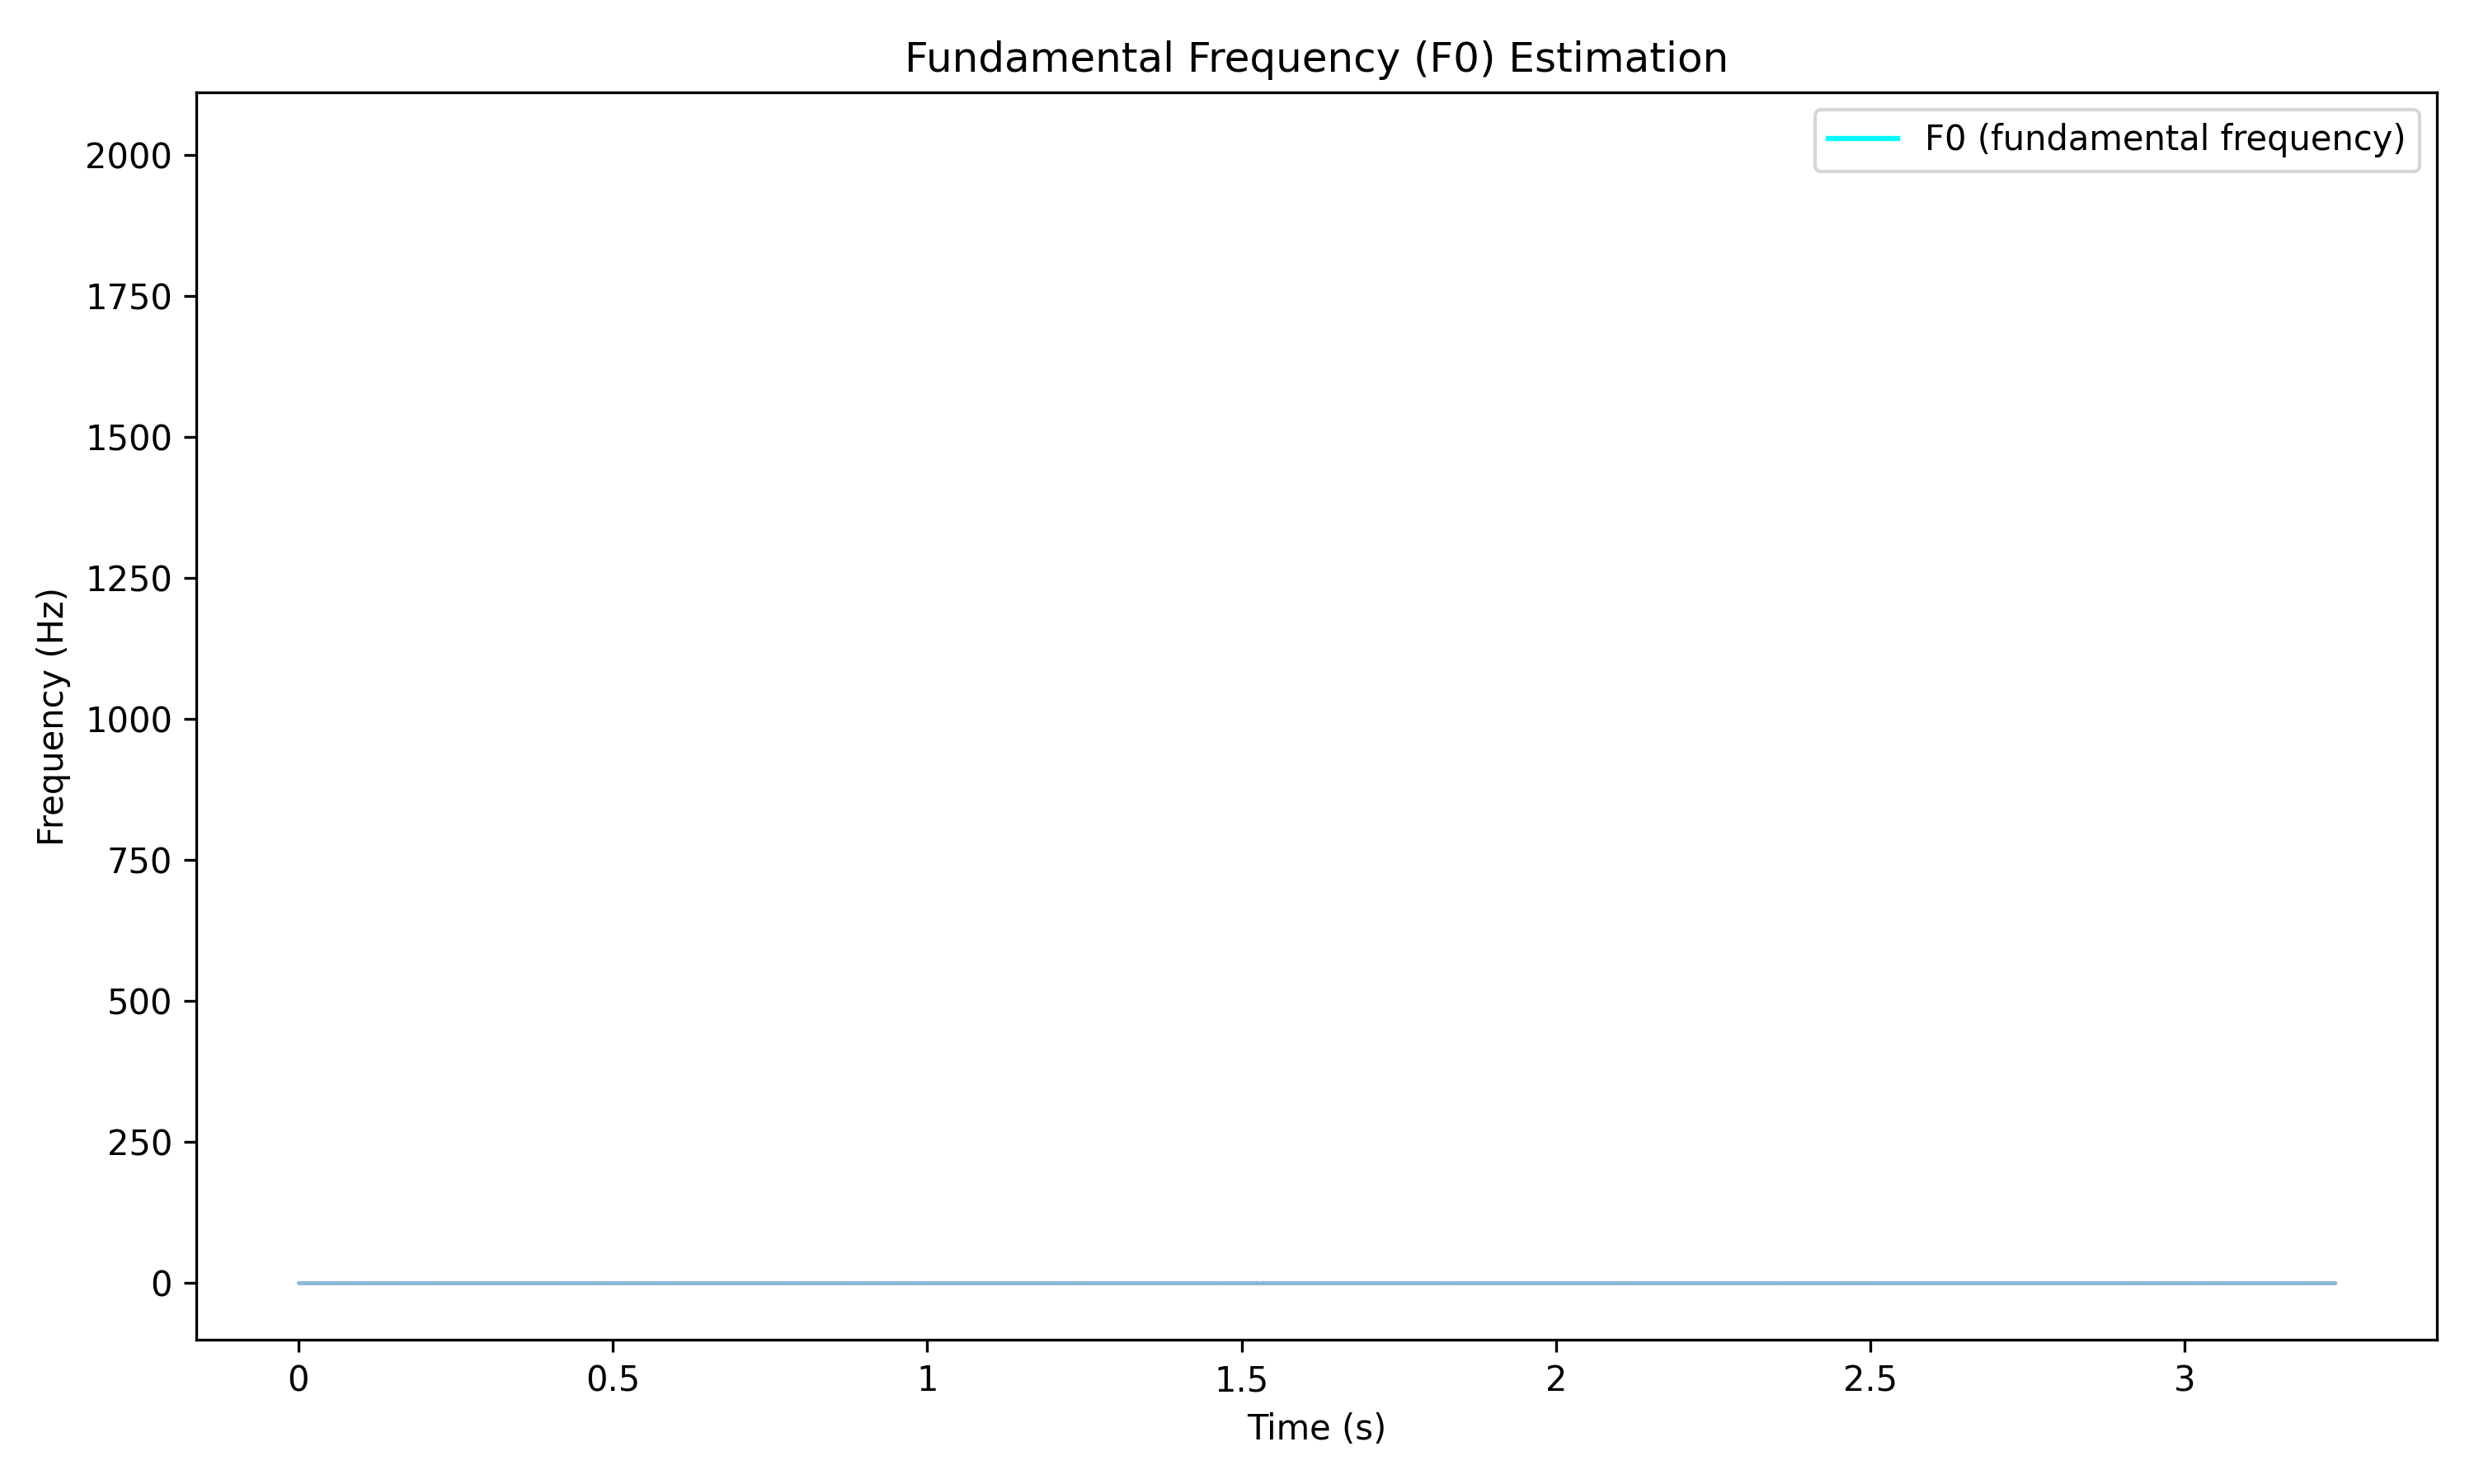 Fundamental Frequency (F0) Estimation
F0 (fundamental frequency)
2000
1750
1500
1250
1000
750
500
250
0
Frequency (Hz)
0 0.5 1 1.5 2 2.5 3
Time (s)